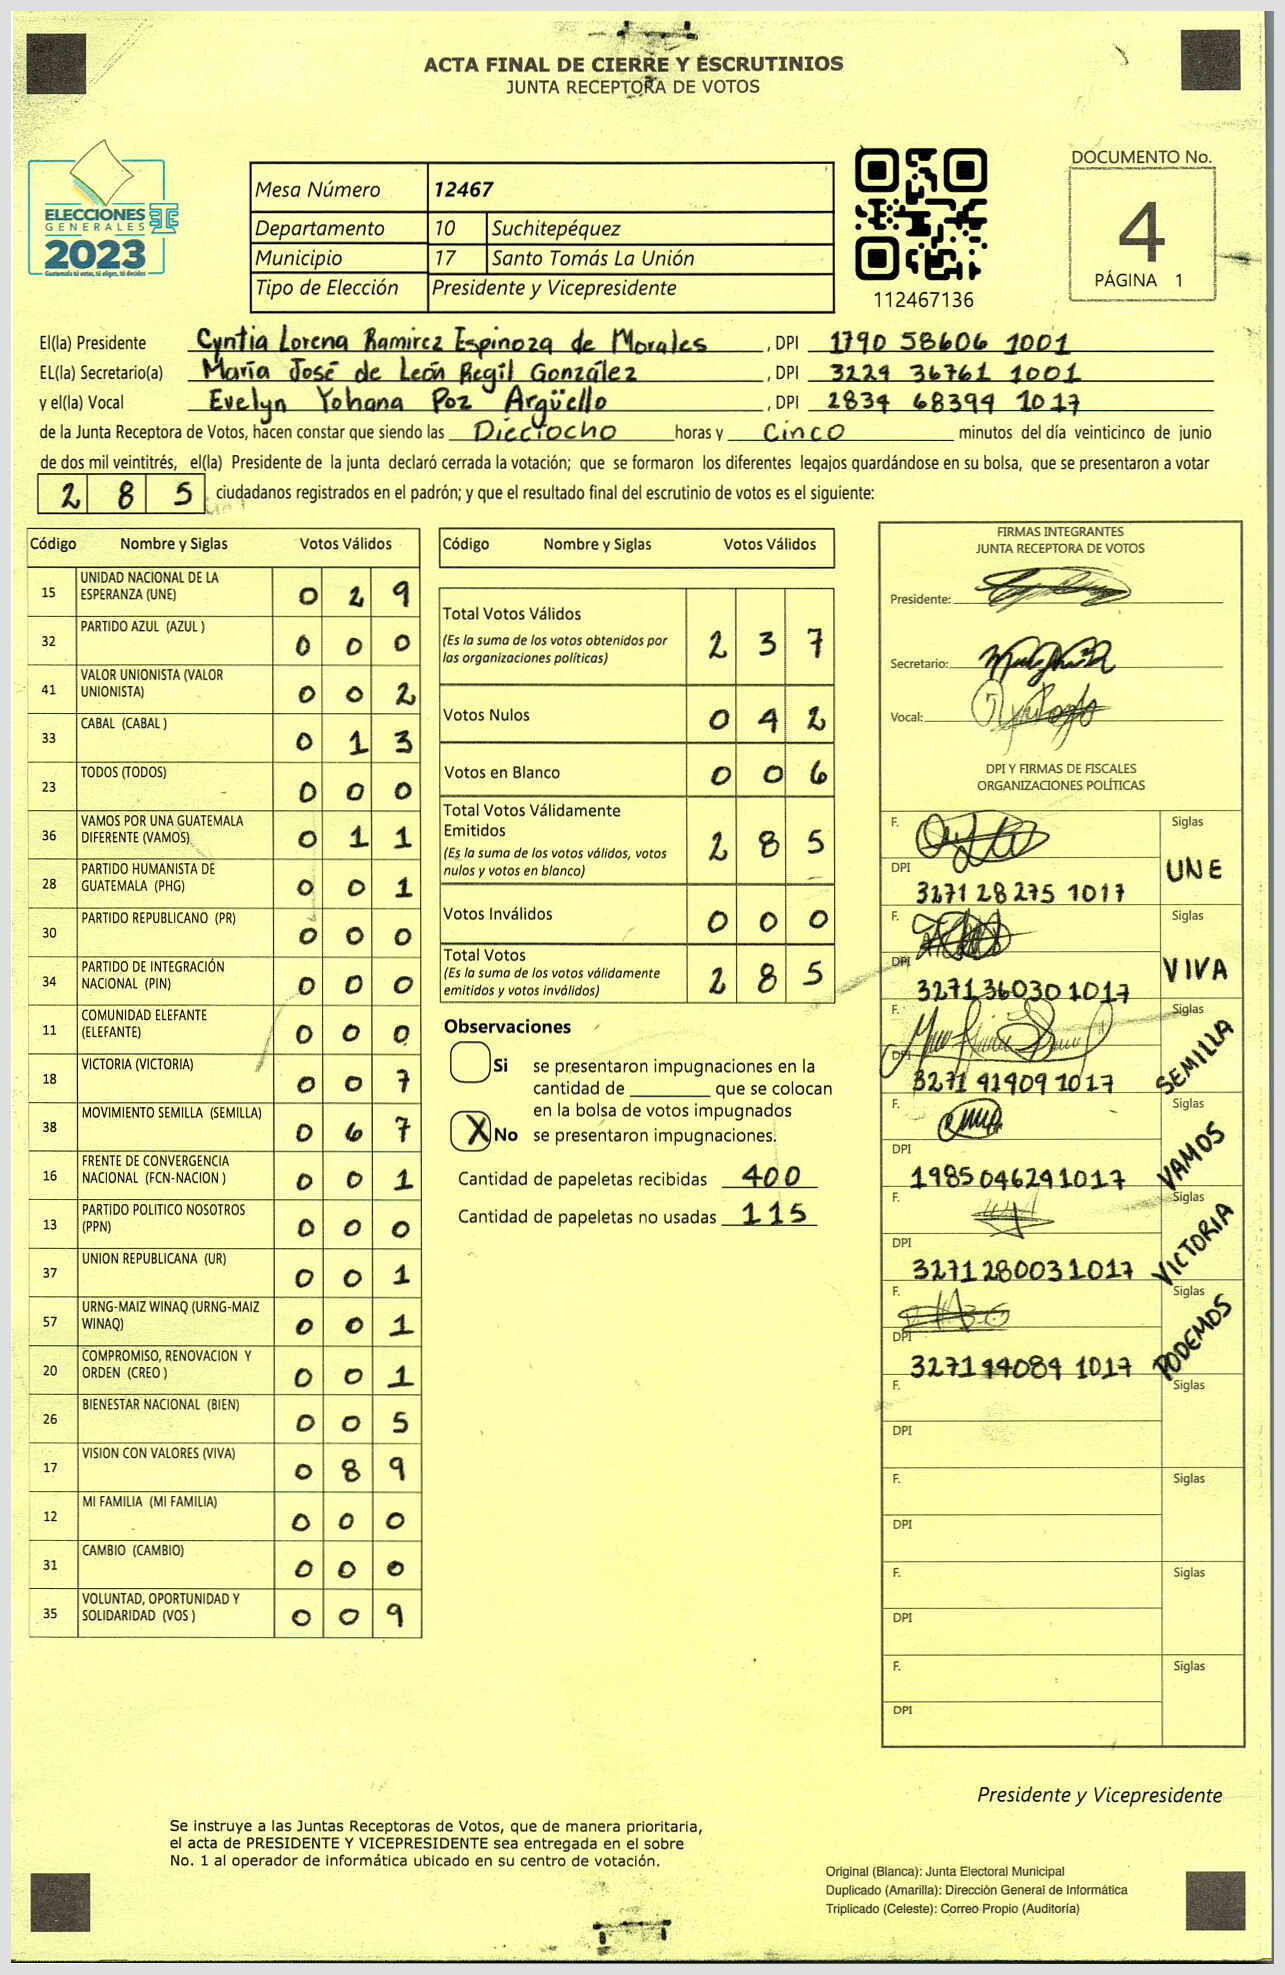 ACTA FINAL DE CIERRE Y ESCRUTINIOS
JUNTA RECEPTORA DE VOTOS
ELECCIONES
GENERALES
2023
Guatemala tú votas, tú eliges, tú decides
Mesa Número 12467
Departamento 10 Suchitepéquez
Municipio 17 Santo Tomás La Unión
Tipo de Elección Presidente y Vicepresidente
112467136
DOCUMENTO No.
4
PÁGINA 1
El(la) Presidente Cyntia Lorena Ramirez Espinoza de Morales, DPI 1790 58606 1001
EL(la) Secretario(a) María José de León Regil González, DPI 3229 36761 1001
y el(la) Vocal Evelyn Yohana Poz Argüello, DPI 2834 68399 1017
de la Junta Receptora de Votos, hacen constar que siendo las Dieciocho horas y Cinco minutos del día veinticinco de junio
de dos mil veintitrés, el(la) Presidente de la junta declaró cerrada la votación; que se formaron los diferentes legajos guardándose en su bolsa, que se presentaron a votar
2 8 5 ciudadanos registrados en el padrón; y que el resultado final del escrutinio de votos es el siguiente:
Código Nombre y Siglas Votos Válidos
15 UNIDAD NACIONAL DE LA ESPERANZA (UNE) 0 2 9
32 PARTIDO AZUL (AZUL ) 0 0 0
41 VALOR UNIONISTA (VALOR UNIONISTA) 0 0 2
33 CABAL (CABAL ) 0 1 3
23 TODOS (TODOS) 0 0 0
36 VAMOS POR UNA GUATEMALA DIFERENTE (VAMOS) 0 1 1
28 PARTIDO HUMANISTA DE GUATEMALA (PHG) 0 0 1
30 PARTIDO REPUBLICANO (PR) 0 0 0
34 PARTIDO DE INTEGRACIÓN NACIONAL (PIN) 0 0 0
11 COMUNIDAD ELEFANTE (ELEFANTE) 0 0 0
18 VICTORIA (VICTORIA) 0 0 7
38 MOVIMIENTO SEMILLA (SEMILLA) 0 6 7
16 FRENTE DE CONVERGENCIA NACIONAL (FCN-NACION ) 0 0 1
13 PARTIDO POLITICO NOSOTROS (PPN) 0 0 0
37 UNION REPUBLICANA (UR) 0 0 1
57 URNG-MAIZ WINAQ (URNG-MAIZ WINAQ) 0 0 1
20 COMPROMISO, RENOVACION Y ORDEN (CREO ) 0 0 1
26 BIENESTAR NACIONAL (BIEN) 0 0 5
17 VISION CON VALORES (VIVA) 0 8 9
12 MI FAMILIA (MI FAMILIA) 0 0 0
31 CAMBIO (CAMBIO) 0 0 0
35 VOLUNTAD, OPORTUNIDAD Y SOLIDARIDAD (VOS ) 0 0 9
Código Nombre y Siglas Votos Válidos
Total Votos Válidos
(Es la suma de los votos obtenidos por las organizaciones políticas) 2 3 7
Votos Nulos 0 4 2
Votos en Blanco 0 0 6
Total Votos Válidamente Emitidos
(Es la suma de los votos válidos, votos nulos y votos en blanco) 2 8 5
Votos Inválidos 0 0 0
Total Votos
(Es la suma de los votos válidamente emitidos y votos inválidos) 2 8 5
Observaciones
Si se presentaron impugnaciones en la
cantidad de ________ que se colocan
en la bolsa de votos impugnados
X No se presentaron impugnaciones.
Cantidad de papeletas recibidas 400
Cantidad de papeletas no usadas 115
FIRMAS INTEGRANTES
JUNTA RECEPTORA DE VOTOS
Presidente:
Secretario:
Vocal:
DPI Y FIRMAS DE FISCALES
ORGANIZACIONES POLÍTICAS
F. Siglas
DPI 3271 28 275 1017 UNE
F. Siglas
DPI 3271 36030 1017 VIVA
F. Siglas
DPI 3271 91909 1017 SEMILLA
F. Siglas
DPI 1985 04629 1017 VAMOS
F. Siglas
DPI 3271 28003 1017 VICTORIA
F. Siglas
DPI 3271 94089 1017 PODEMOS
F. Siglas
DPI
F. Siglas
DPI
F. Siglas
DPI
F. Siglas
DPI
Presidente y Vicepresidente
Se instruye a las Juntas Receptoras de Votos, que de manera prioritaria,
el acta de PRESIDENTE Y VICEPRESIDENTE sea entregada en el sobre
No. 1 al operador de informática ubicado en su centro de votación.
Original (Blanca): Junta Electoral Municipal
Duplicado (Amarilla): Dirección General de Informática
Triplicado (Celeste): Correo Propio (Auditoría)